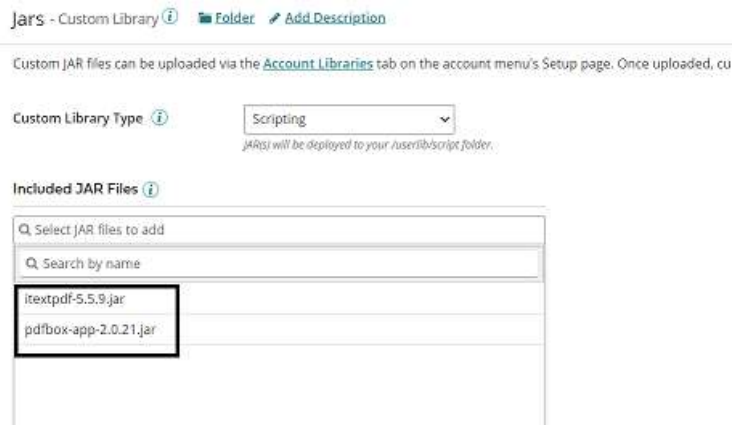 Jars - Custom Library i Folder Add Description
Custom JAR files can be uploaded via the Account Libraries tab on the account menu's Setup page. Once uploaded, cu
Custom Library Type i Scripting
JAR(s) will be deployed to your /userlib/script folder.
Included JAR Files i
Select JAR files to add
Search by name
itextpdf-5.5.9.jar
pdfbox-app-2.0.21.jar